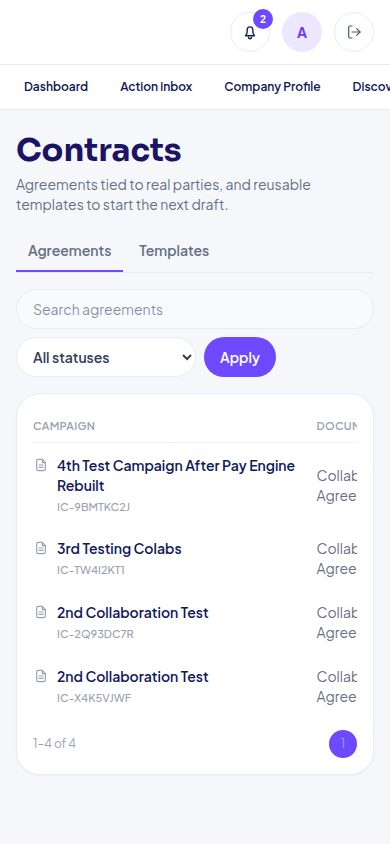 2
A
Dashboard Action Inbox Company Profile Discov
Contracts
Agreements tied to real parties, and reusable
templates to start the next draft.
Agreements Templates
Search agreements
All statuses Apply
CAMPAIGN DOCUM
4th Test Campaign After Pay Engine
Rebuilt
IC-9BMTKC2J
Collab
Agree
3rd Testing Colabs
IC-TW4I2KT1
Collab
Agree
2nd Collaboration Test
IC-2Q93DC7R
Collab
Agree
2nd Collaboration Test
IC-X4K5VJWF
Collab
Agree
1–4 of 4 1